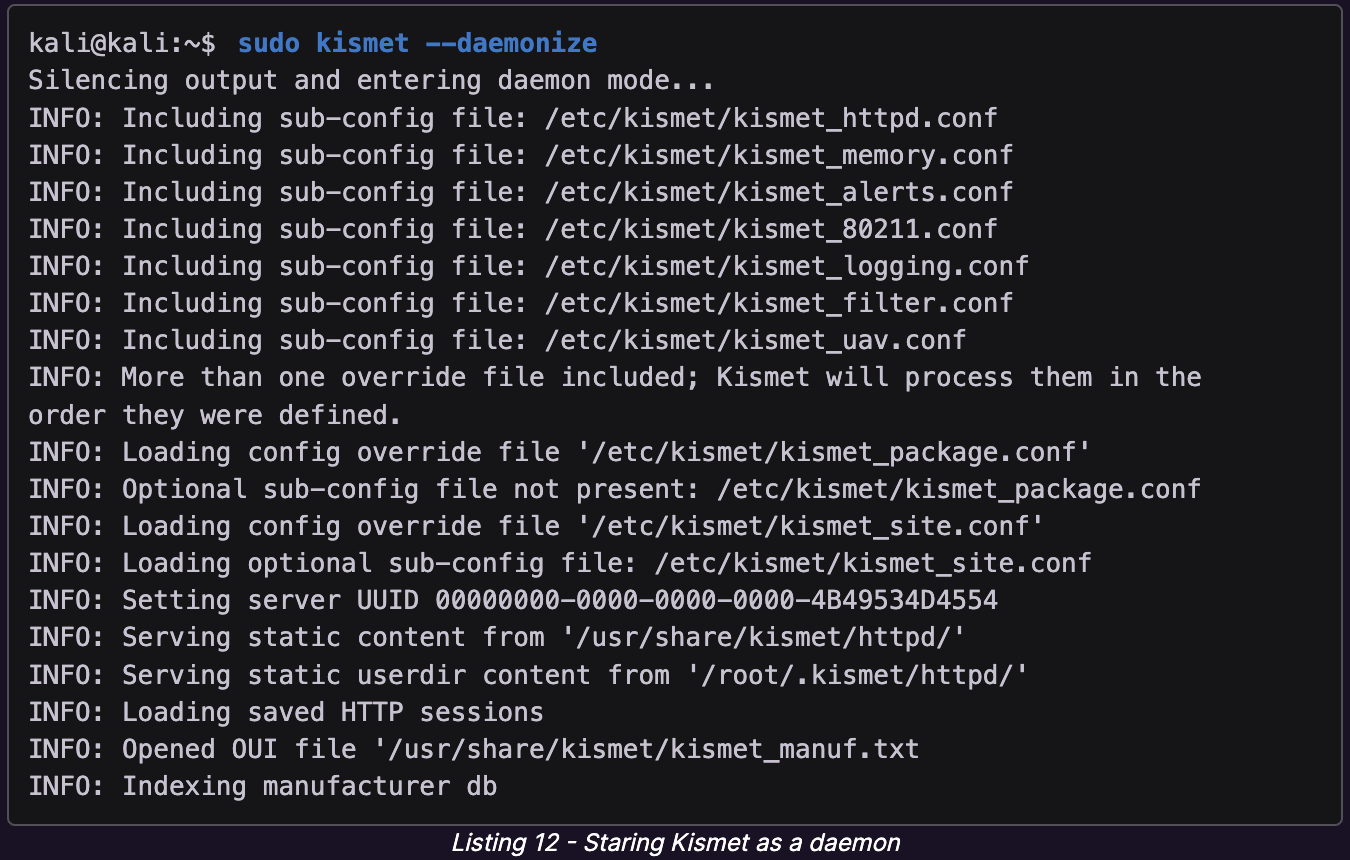 kali@kali:~$ sudo kismet --daemonize
Silencing output and entering daemon mode...
INFO: Including sub-config file: /etc/kismet/kismet_httpd.conf
INFO: Including sub-config file: /etc/kismet/kismet_memory.conf
INFO: Including sub-config file: /etc/kismet/kismet_alerts.conf
INFO: Including sub-config file: /etc/kismet/kismet_80211.conf
INFO: Including sub-config file: /etc/kismet/kismet_logging.conf
INFO: Including sub-config file: /etc/kismet/kismet_filter.conf
INFO: Including sub-config file: /etc/kismet/kismet_uav.conf
INFO: More than one override file included; Kismet will process them in the
order they were defined.
INFO: Loading config override file '/etc/kismet/kismet_package.conf'
INFO: Optional sub-config file not present: /etc/kismet/kismet_package.conf
INFO: Loading config override file '/etc/kismet/kismet_site.conf'
INFO: Loading optional sub-config file: /etc/kismet/kismet_site.conf
INFO: Setting server UUID 00000000-0000-0000-0000-4B49534D4554
INFO: Serving static content from '/usr/share/kismet/httpd/'
INFO: Serving static userdir content from '/root/.kismet/httpd/'
INFO: Loading saved HTTP sessions
INFO: Opened OUI file '/usr/share/kismet/kismet_manuf.txt
INFO: Indexing manufacturer db
Listing 12 - Staring Kismet as a daemon